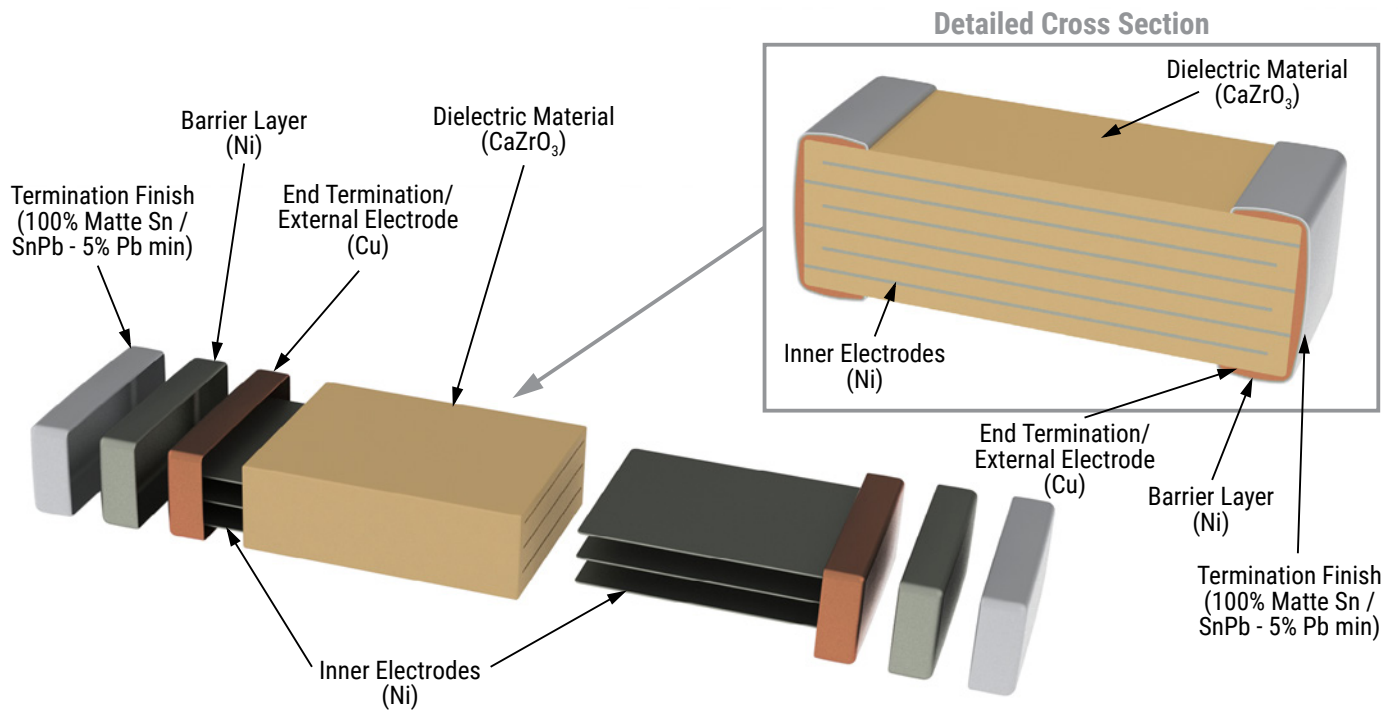 Detailed Cross Section
Dielectric Material
(CaZrO₃)
Barrier Layer
(Ni)
Dielectric Material
(CaZrO₃)
Termination Finish
(100% Matte Sn /
SnPb - 5% Pb min)
End Termination/
External Electrode
(Cu)
Inner Electrodes
(Ni)
End Termination/
External Electrode
(Cu)
Barrier Layer
(Ni)
Termination Finish
(100% Matte Sn /
SnPb - 5% Pb min)
Inner Electrodes
(Ni)